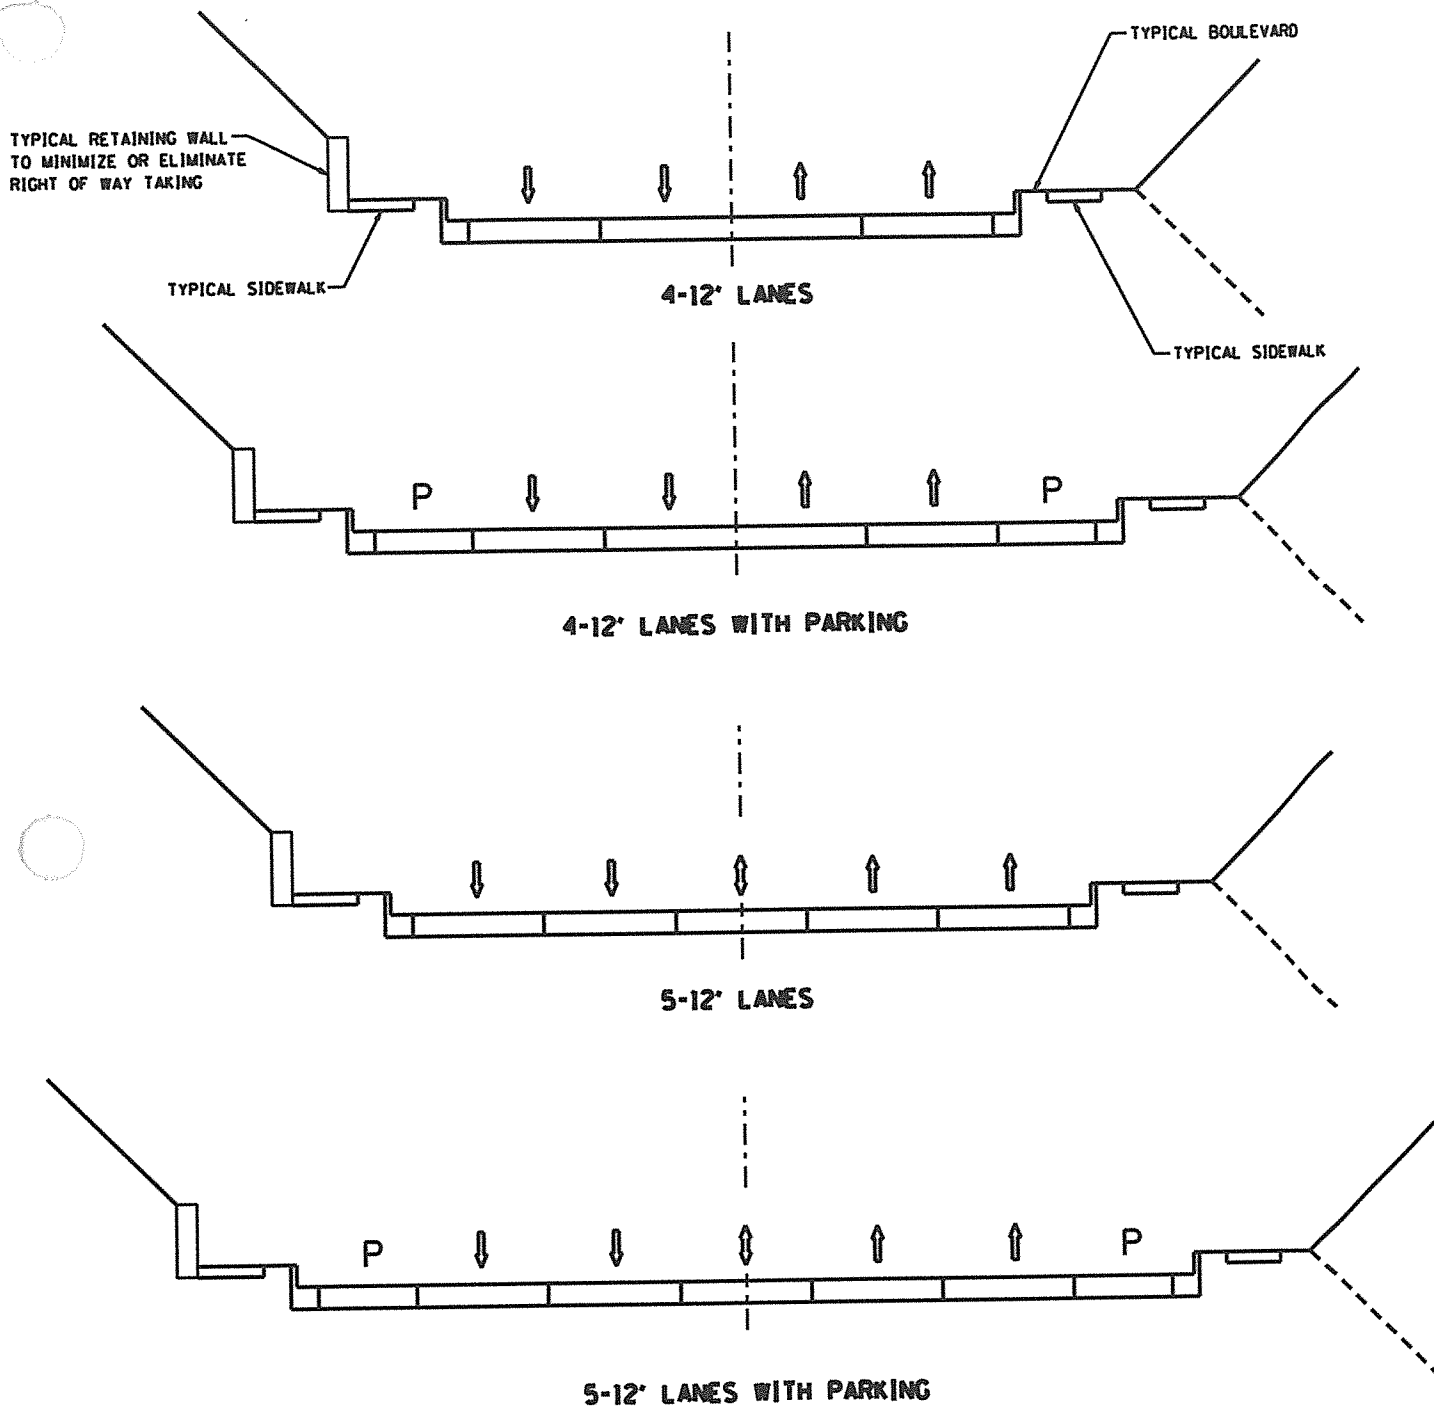 TYPICAL BOULEVARD
TYPICAL RETAINING WALL
TO MINIMIZE OR ELIMINATE
RIGHT OF WAY TAKING
TYPICAL SIDEWALK
4-12' LANES
TYPICAL SIDEWALK
P
P
4-12' LANES WITH PARKING
5-12' LANES
P
P
5-12' LANES WITH PARKING